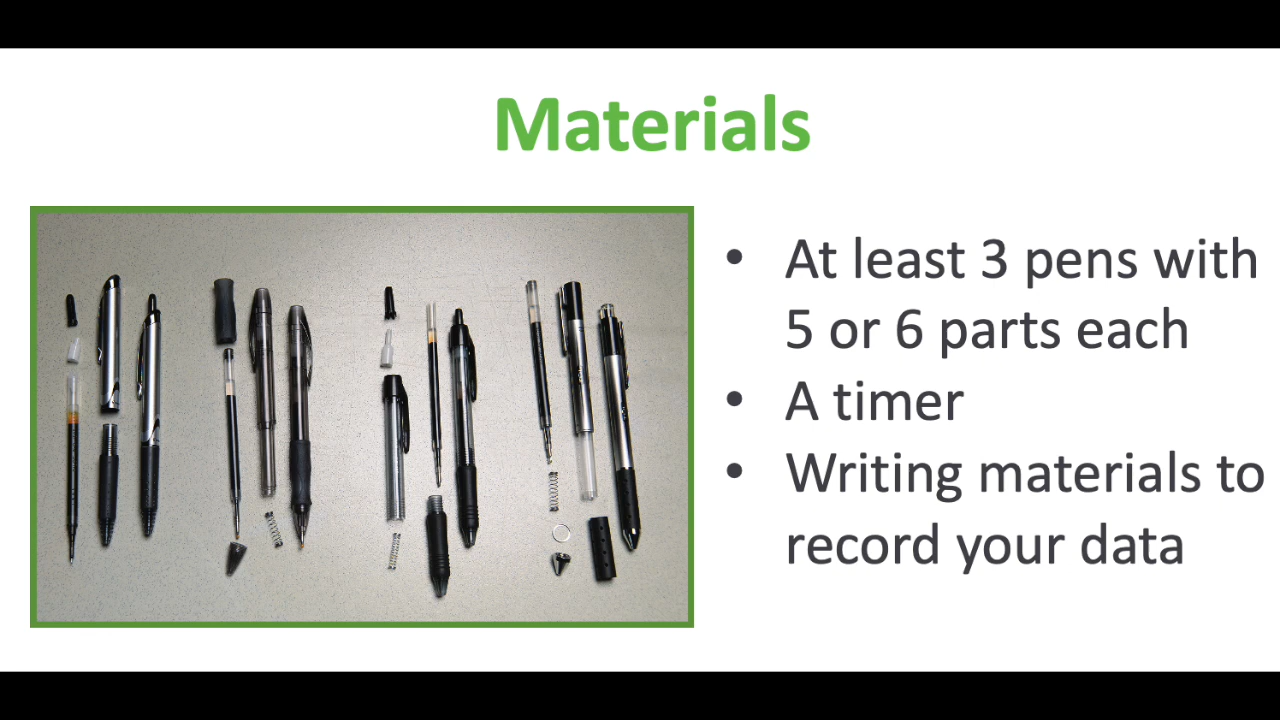 Materials
• At least 3 pens with
5 or 6 parts each
• A timer
• Writing materials to
record your data